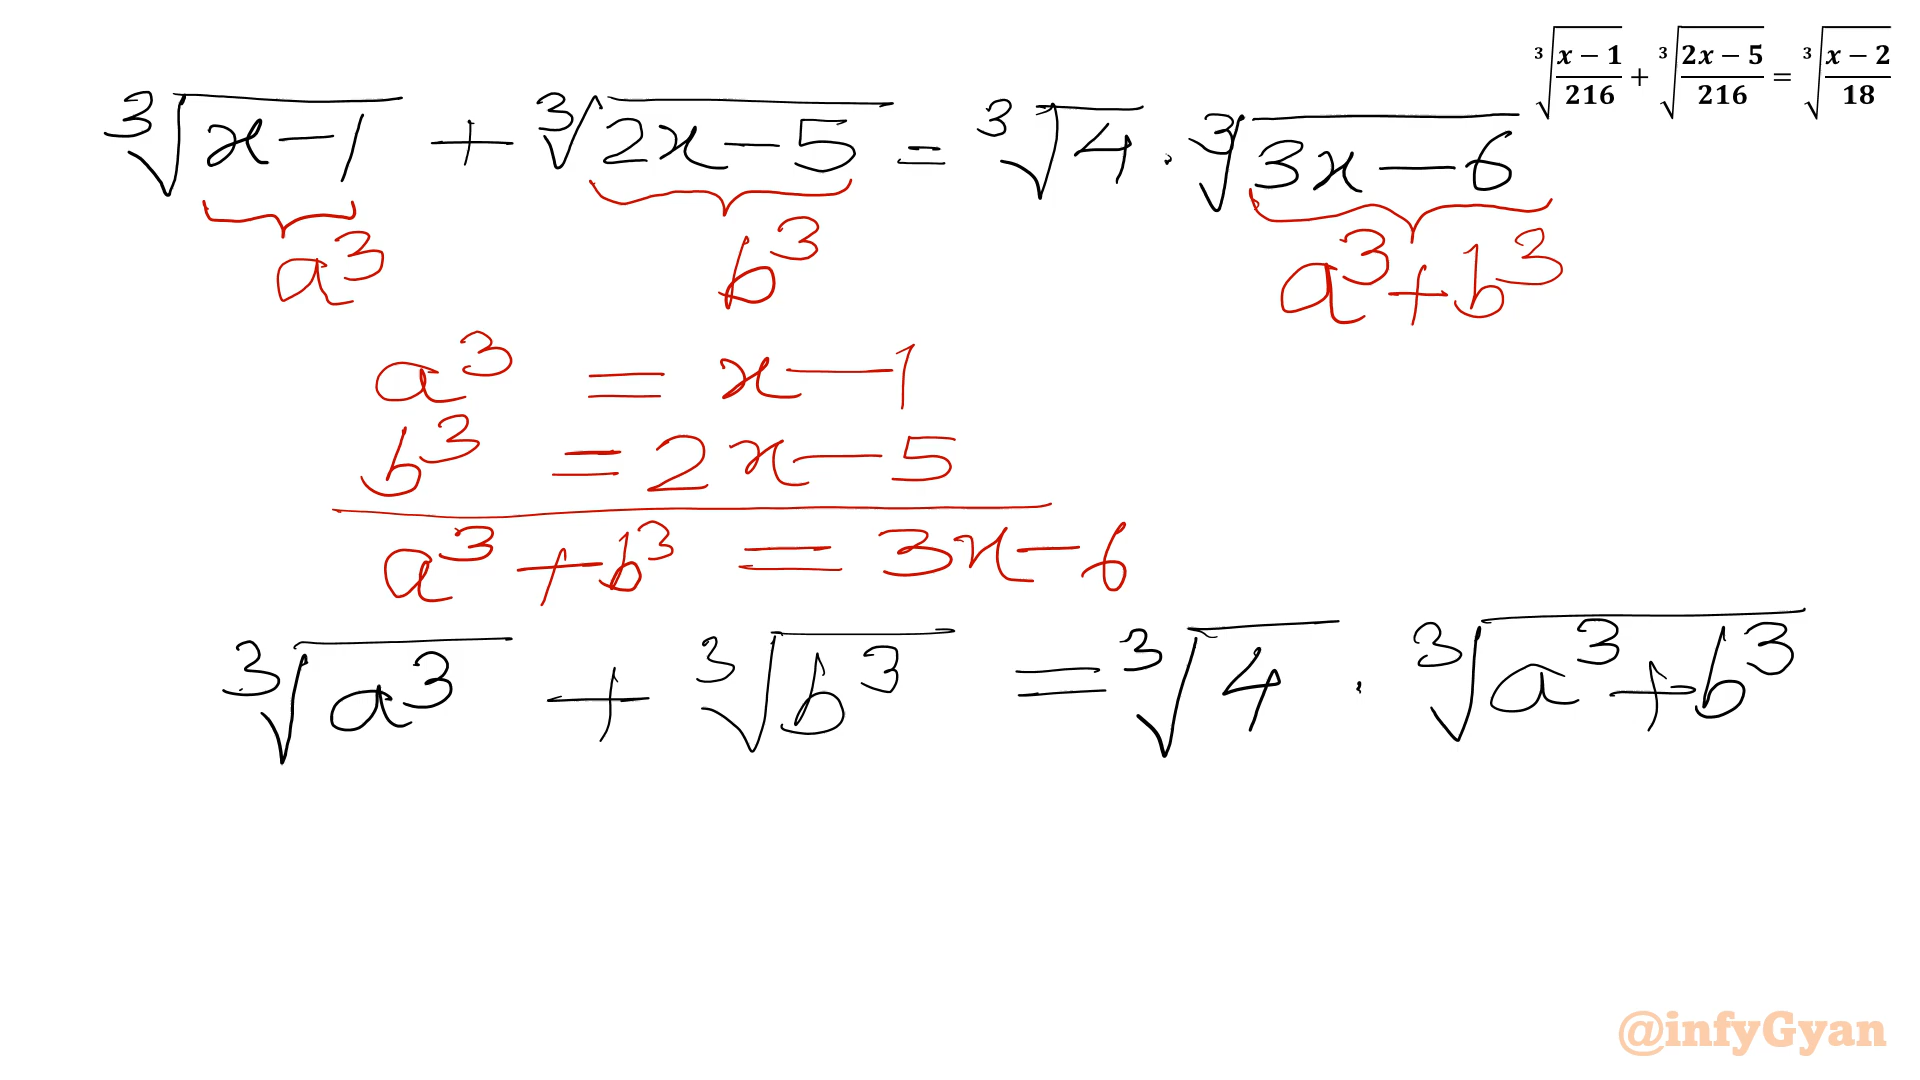 ∛((x − 1)/216) + ∛((2x − 5)/216) = ∛((x − 2)/18)
∛(x − 1) + ∛(2x − 5) = ∛4 · ∛(3x − 6)
a³ b³ a³ + b³
a³ = x − 1
b³ = 2x − 5
a³ + b³ = 3x − 6
∛(a³) + ∛(b³) = ∛4 · ∛(a³ + b³)
@infyGyan